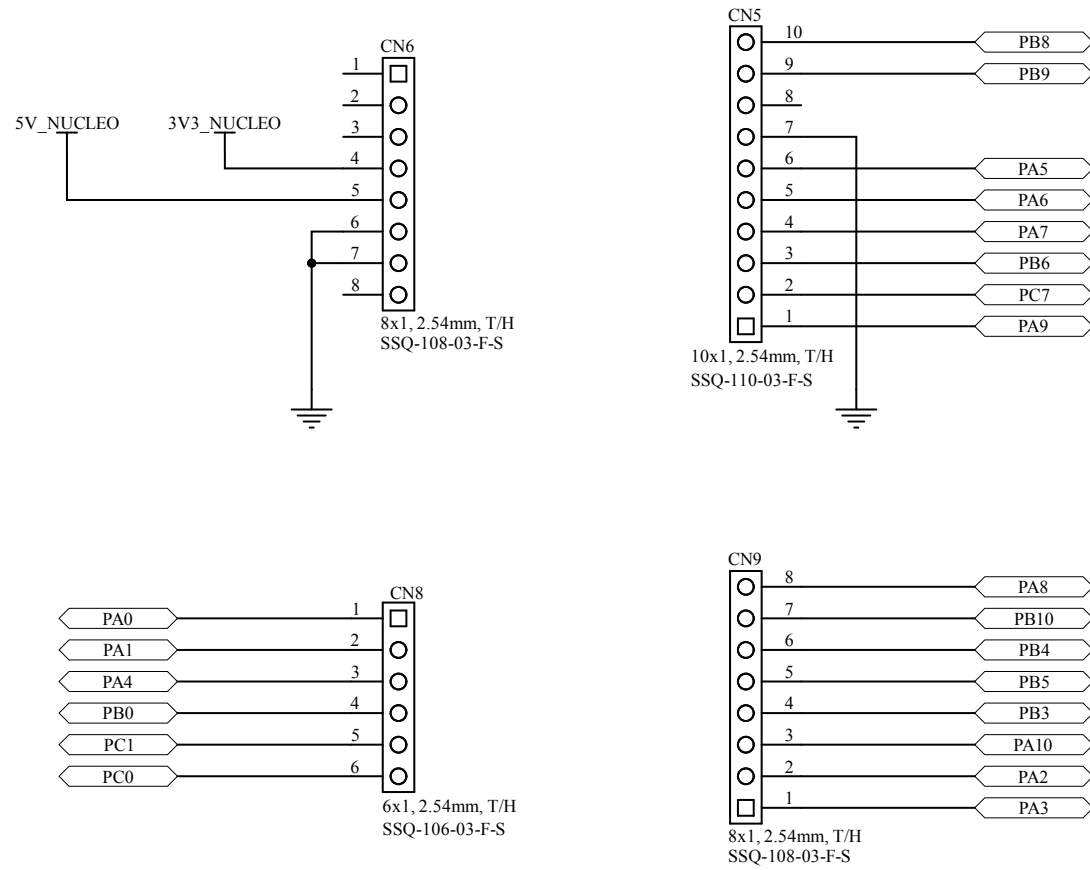 CN6
1
2
3
4
5
6
7
8
5V_NUCLEO
3V3_NUCLEO
8x1, 2.54mm, T/H
SSQ-108-03-F-S
CN5
10 PB8
9 PB9
8
7
6 PA5
5 PA6
4 PA7
3 PB6
2 PC7
1 PA9
10x1, 2.54mm, T/H
SSQ-110-03-F-S
CN8
PA0 1
PA1 2
PA4 3
PB0 4
PC1 5
PC0 6
6x1, 2.54mm, T/H
SSQ-106-03-F-S
CN9
8 PA8
7 PB10
6 PB4
5 PB5
4 PB3
3 PA10
2 PA2
1 PA3
8x1, 2.54mm, T/H
SSQ-108-03-F-S